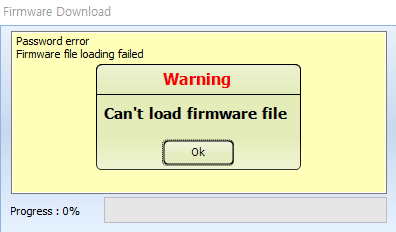 Firmware Download
Password error
Firmware file loading failed
Warning
Can't load firmware file
Ok
Progress : 0%